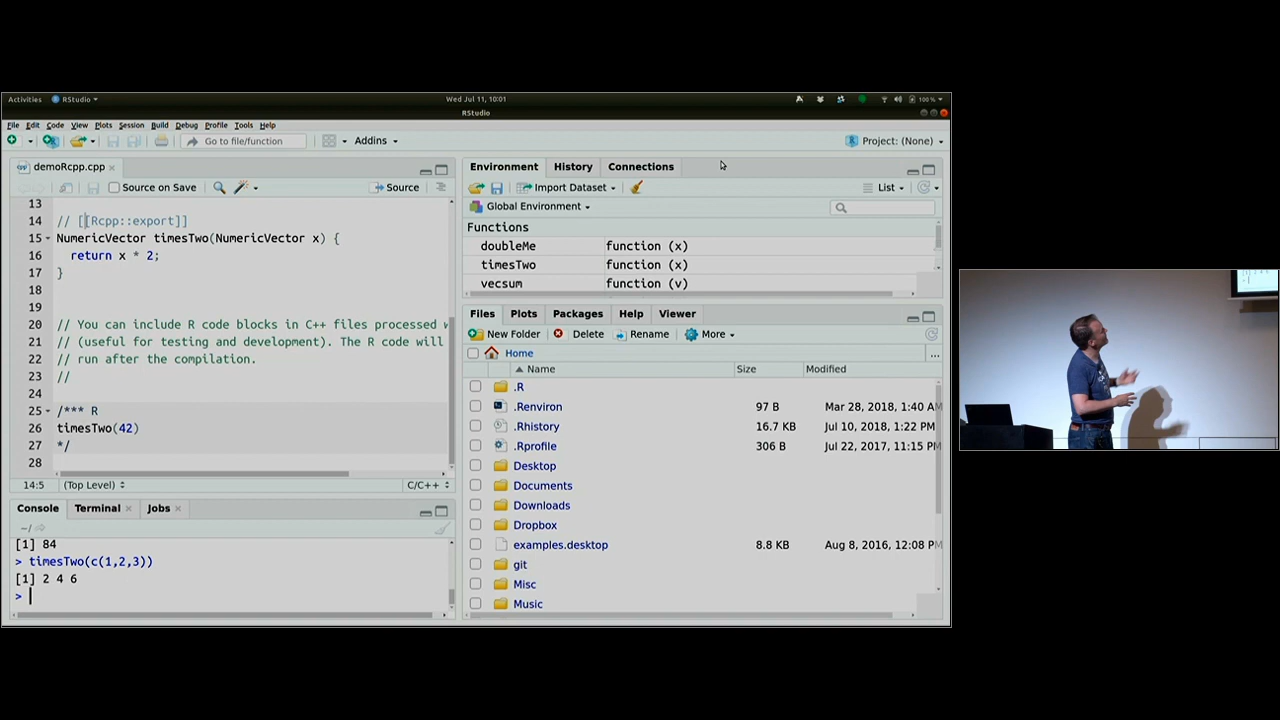 Activities RStudio Wed Jul 11, 10:01 100 %
RStudio
File Edit Code View Plots Session Build Debug Profile Tools Help
Go to file/function Addins Project: (None)
demoRcpp.cpp
Source on Save Source
13
14 // [[Rcpp::export]]
15 NumericVector timesTwo(NumericVector x) {
16 return x * 2;
17 }
18
19
20 // You can include R code blocks in C++ files processed w
21 // (useful for testing and development). The R code will
22 // run after the compilation.
23 //
24
25 /*** R
26 timesTwo(42)
27 */
28
14:5 (Top Level) C/C++
Console Terminal Jobs
~/
[1] 84
> timesTwo(c(1,2,3))
[1] 2 4 6
>
Environment History Connections
Import Dataset List
Global Environment
Functions
doubleMe function (x)
timesTwo function (x)
vecsum function (v)
Files Plots Packages Help Viewer
New Folder Delete Rename More
Home ...
Name Size Modified
.R
.Renviron 97 B Mar 28, 2018, 1:40 AM
.Rhistory 16.7 KB Jul 10, 2018, 1:22 PM
.Rprofile 306 B Jul 22, 2017, 11:15 PM
Desktop
Documents
Downloads
Dropbox
examples.desktop 8.8 KB Aug 8, 2016, 12:08 PM
git
Misc
Music